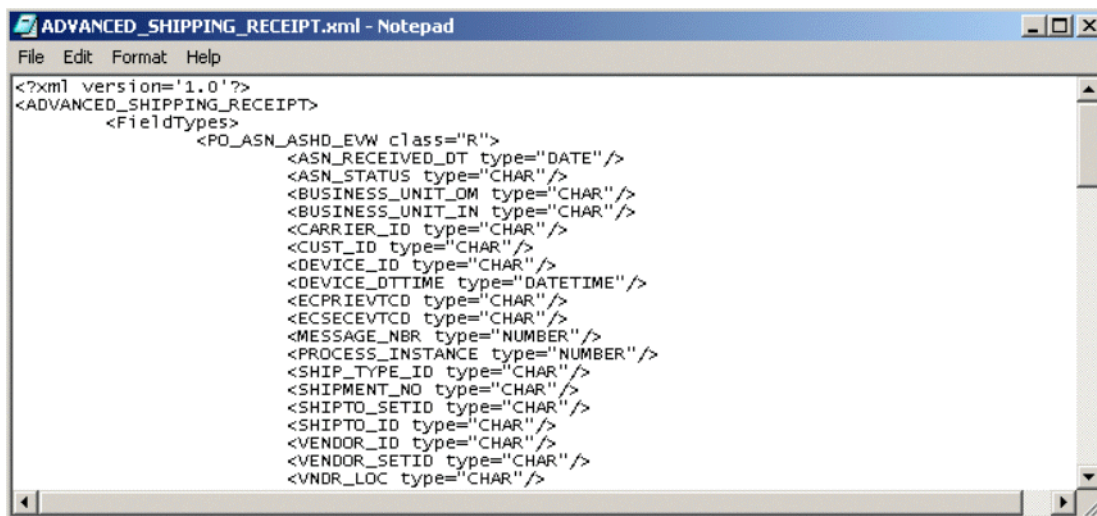 ADVANCED_SHIPPING_RECEIPT.xml - Notepad
File Edit Format Help
<?xml version='1.0'?>
<ADVANCED_SHIPPING_RECEIPT>
<FieldTypes>
<PO_ASN_ASHD_EVW class="R">
<ASN_RECEIVED_DT type="DATE"/>
<ASN_STATUS type="CHAR"/>
<BUSINESS_UNIT_OM type="CHAR"/>
<BUSINESS_UNIT_IN type="CHAR"/>
<CARRIER_ID type="CHAR"/>
<CUST_ID type="CHAR"/>
<DEVICE_ID type="CHAR"/>
<DEVICE_DTTIME type="DATETIME"/>
<ECPRIEVTCD type="CHAR"/>
<ECSECEVTCD type="CHAR"/>
<MESSAGE_NBR type="NUMBER"/>
<PROCESS_INSTANCE type="NUMBER"/>
<SHIP_TYPE_ID type="CHAR"/>
<SHIPMENT_NO type="CHAR"/>
<SHIPTO_SETID type="CHAR"/>
<SHIPTO_ID type="CHAR"/>
<VENDOR_ID type="CHAR"/>
<VENDOR_SETID type="CHAR"/>
<VNDR_LOC type="CHAR"/>